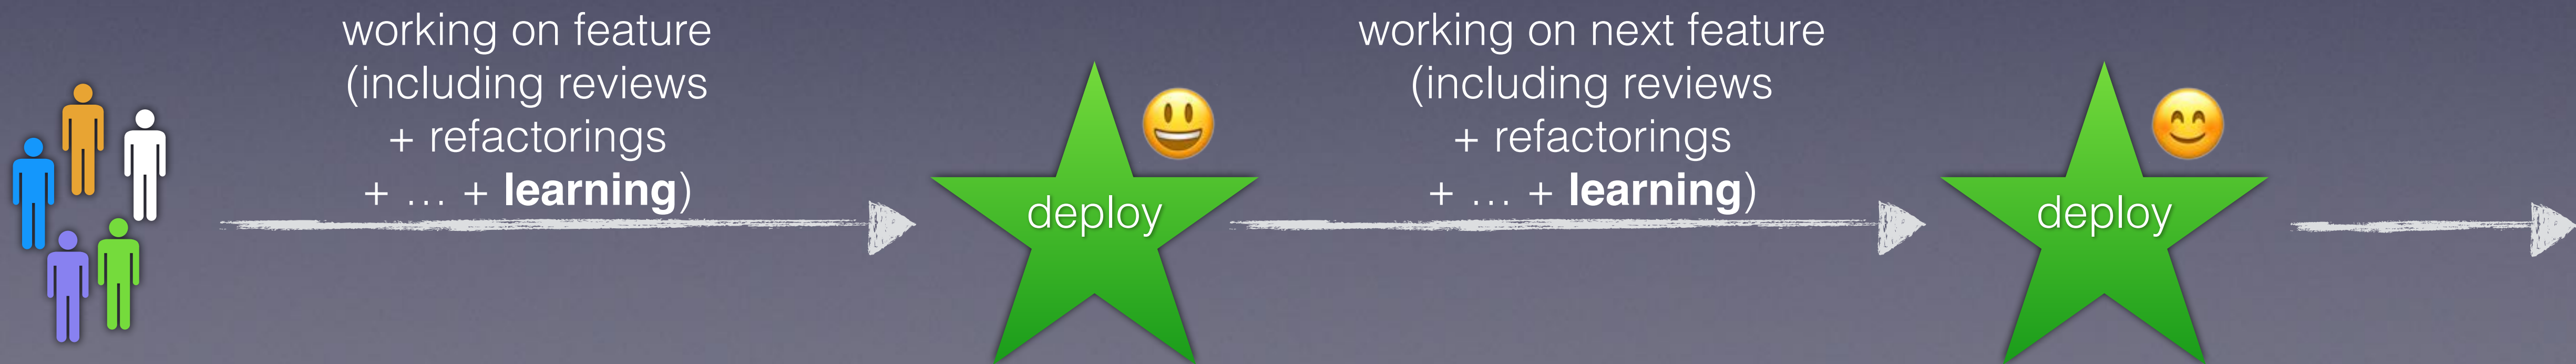 working on feature
(including reviews
+ refactorings
+ … + learning)
deploy
working on next feature
(including reviews
+ refactorings
+ … + learning)
deploy